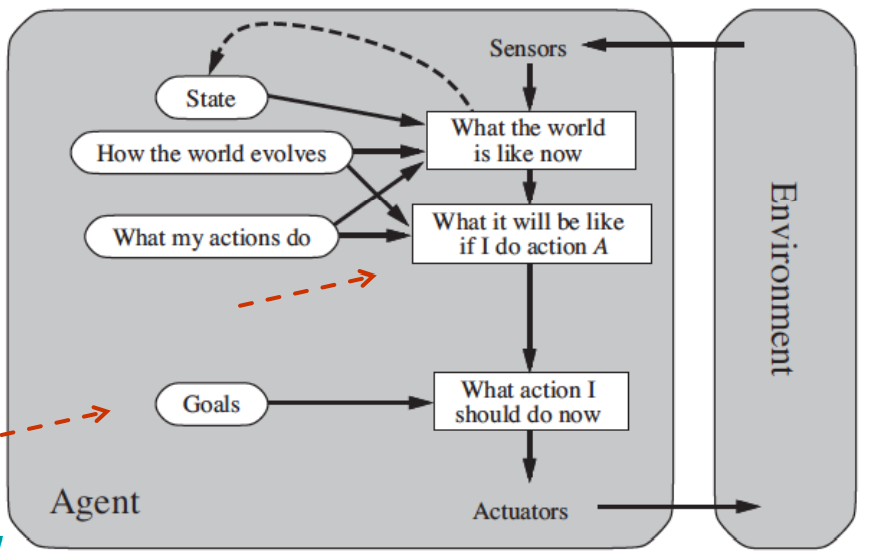 Sensors
State
What the world
is like now
How the world evolves
What my actions do
What it will be like
if I do action A
Goals
What action I
should do now
Agent
Actuators
Environment